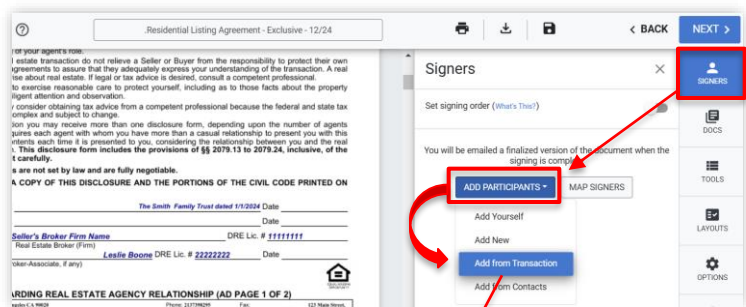 .Residential Listing Agreement - Exclusive - 12/24
< BACK
NEXT >
of your agent's role.
estate transaction do not relieve a Seller or Buyer from the responsibility to protect their own
agreements to assure that they adequately express your understanding of the transaction. A real
ise about real estate. If legal or tax advice is desired, consult a competent professional.
to exercise reasonable care to protect yourself, including as to those facts about the property
iligent attention and observation.
consider obtaining tax advice from a competent professional because the federal and state tax
omplex and subject to change.
ion you may receive more than one disclosure form, depending upon the number of agents
quires each agent with whom you have more than a casual relationship to present you with this
ntents each time it is presented to you, considering the relationship between you and the real
. This disclosure form includes the provisions of §§ 2079.13 to 2079.24, inclusive, of the
t carefully.
s are not set by law and are fully negotiable.
A COPY OF THIS DISCLOSURE AND THE PORTIONS OF THE CIVIL CODE PRINTED ON
The Smith Family Trust dated 1/1/2024 Date
Date
Seller's Broker Firm Name DRE Lic. # 11111111
Real Estate Broker (Firm)
Leslie Boone DRE Lic. # 22222222 Date
oker-Associate, if any)
ARDING REAL ESTATE AGENCY RELATIONSHIP (AD PAGE 1 OF 2)
Fax:
123 Main Street,
Signers
Set signing order (What's This?)
You will be emailed a finalized version of the document when the
signing is comple
ADD PARTICIPANTS
MAP SIGNERS
Add Yourself
Add New
Add from Transaction
Add from Contacts
SIGNERS
DOCS
TOOLS
LAYOUTS
OPTIONS